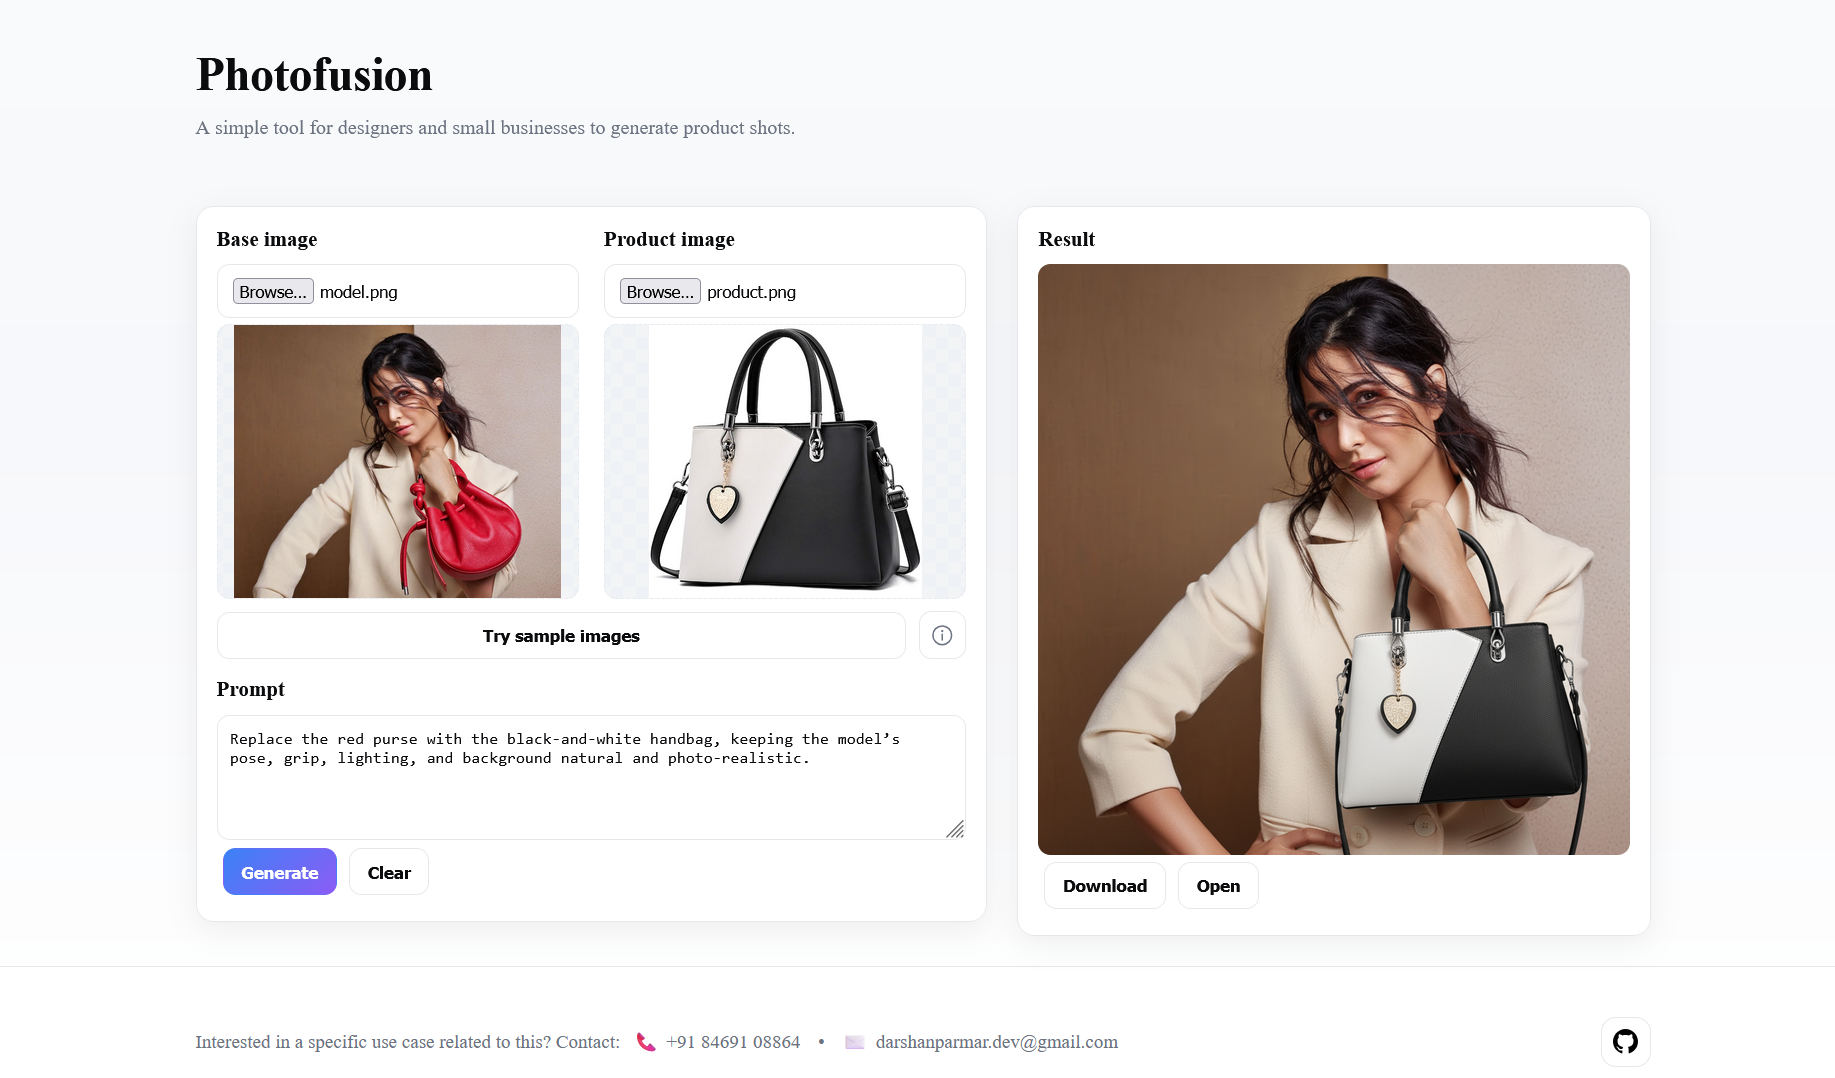 Photofusion
A simple tool for designers and small businesses to generate product shots.
Base image
Browse... model.png
Product image
Browse... product.png
Try sample images
Prompt
Replace the red purse with the black-and-white handbag, keeping the model’s
pose, grip, lighting, and background natural and photo-realistic.
Generate
Clear
Result
Download
Open
Interested in a specific use case related to this? Contact: +91 84691 08864 • darshanparmar.dev@gmail.com